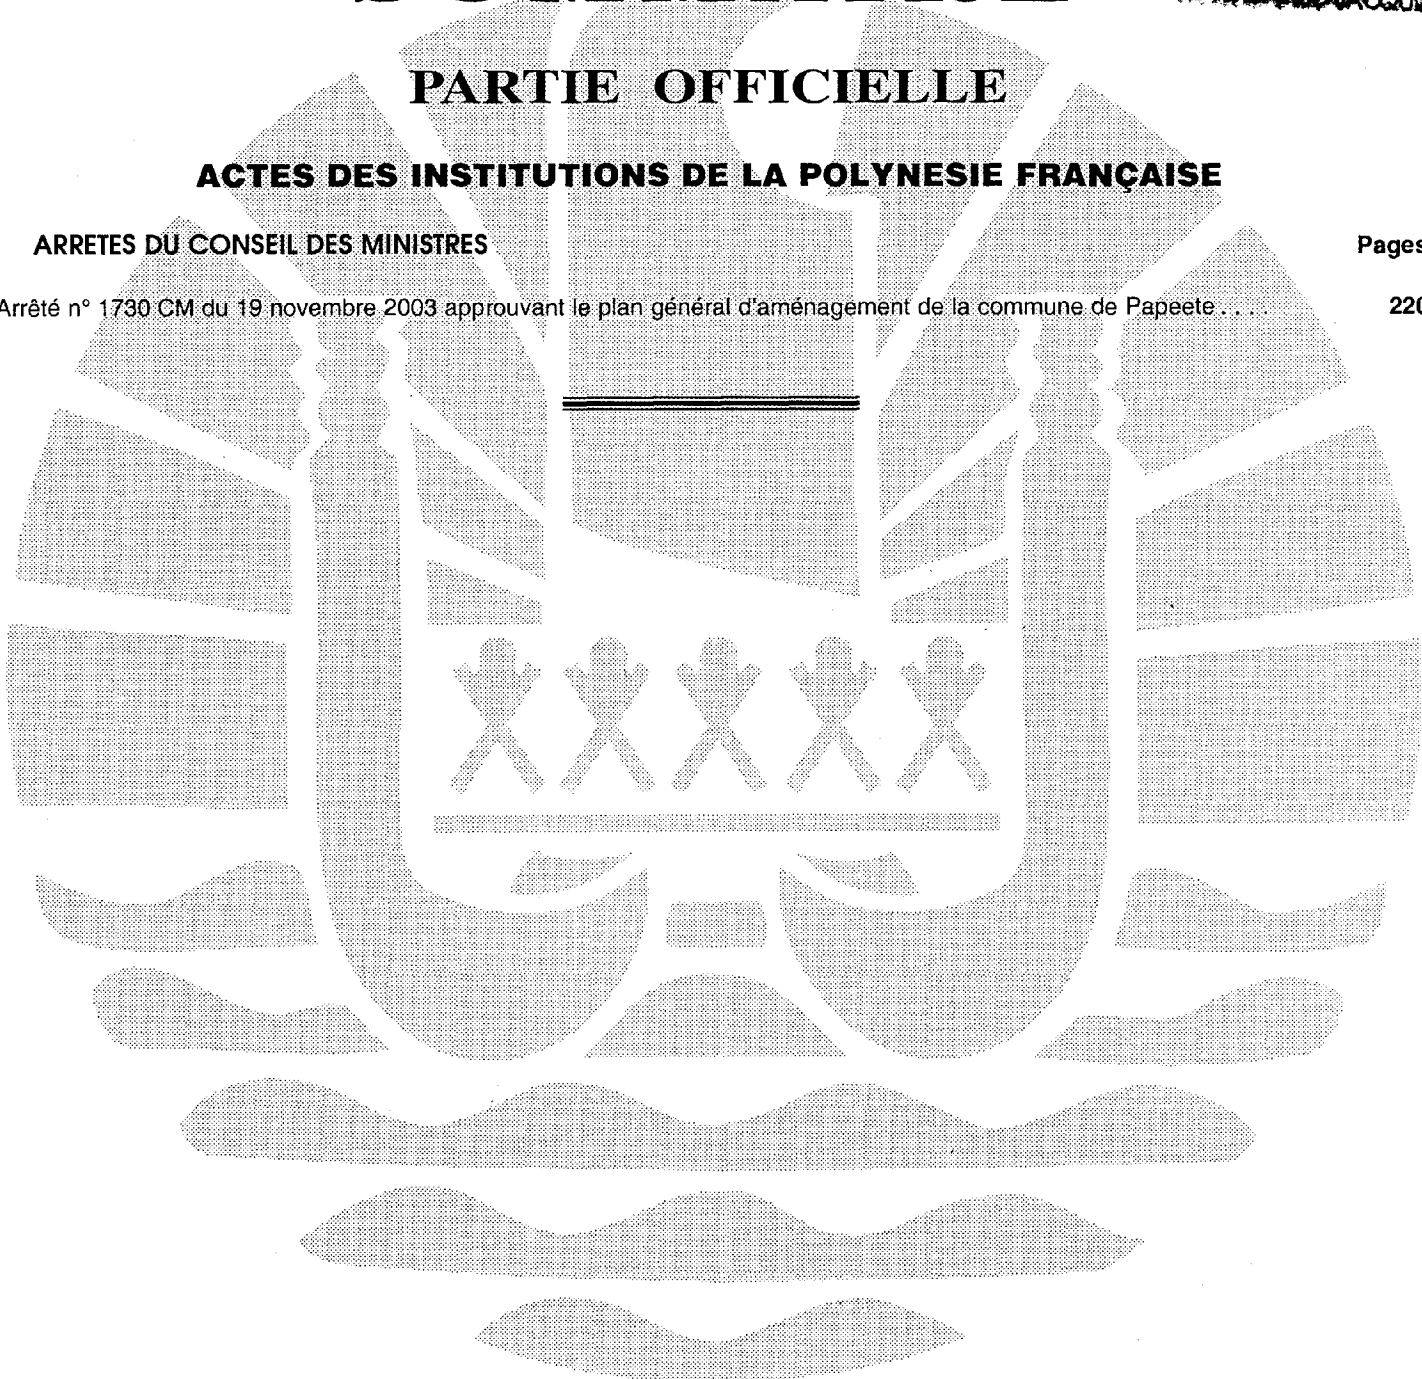 PARTIE OFFICIELLE
ACTES DES INSTITUTIONS DE LA POLYNESIE FRANÇAISE
ARRETES DU CONSEIL DES MINISTRES Pages
Arrêté n° 1730 CM du 19 novembre 2003 approuvant le plan général d'aménagement de la commune de Papeete . . . . 220